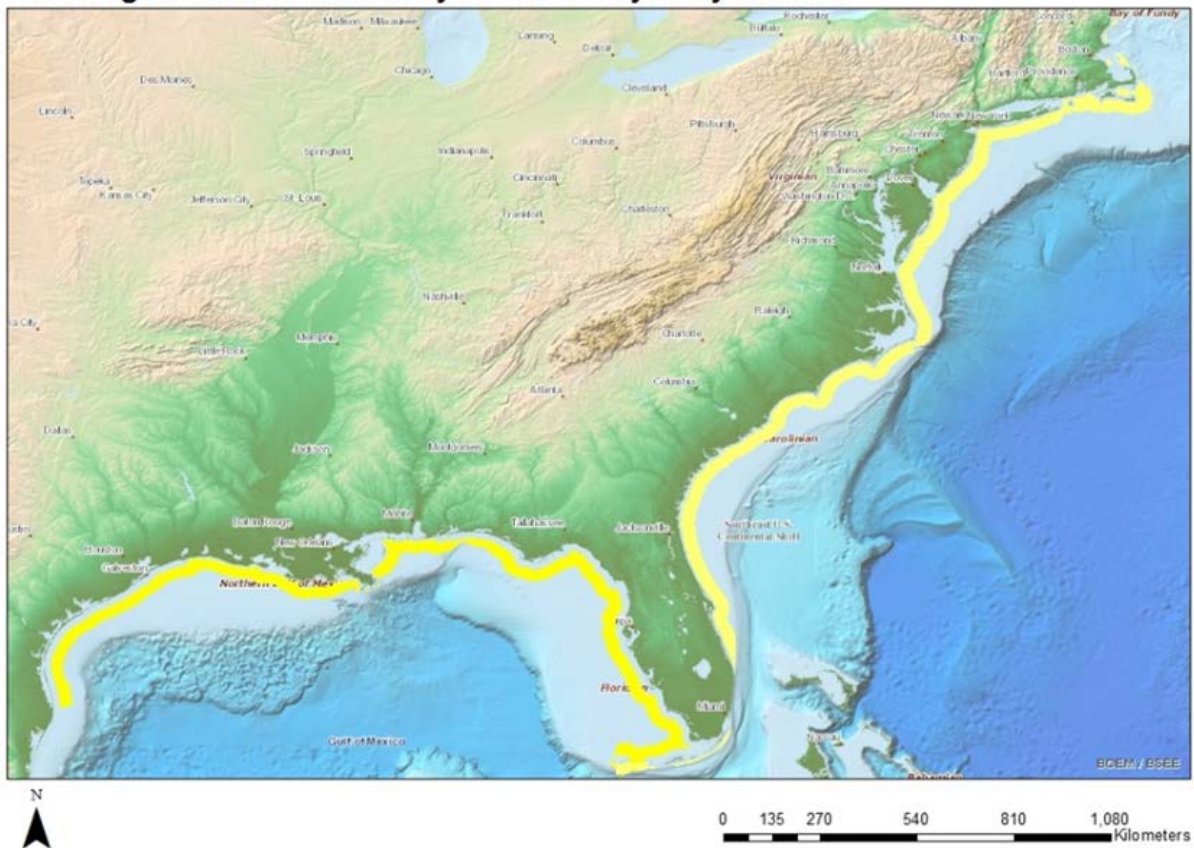 Bay of Fundy
Madison
Milwaukee
Rochester
Concord
Buffalo
Albany
Lansing
Boston
Detroit
Chicago
Hartford
Providence
Des Moines
Cleveland
Lincoln
Pittsburgh
Harrisburg
Trenton
Columbus
Chester
Springfield
Indianapolis
Baltimore
Topeka
Kansas City
Cincinnati
Virginian
Dover
Annapolis
Jefferson City
St. Louis
Washington D.C.
Frankfort
Charleston
Richmond
Norfolk
Nashville
Raleigh
Memphis
Charlotte
Little Rock
Atlanta
Columbia
Dallas
Jackson
Montgomery
Carolinian
Baton Rouge
Mobile
Tallahassee
Jacksonville
Southeast U.S.
Continental Shelf
New Orleans
Houston
Galveston
Miami
Gulf of Mexico
Nassau
BOEM / BSEE
N
0 135 270 540 810 1,080
Kilometers